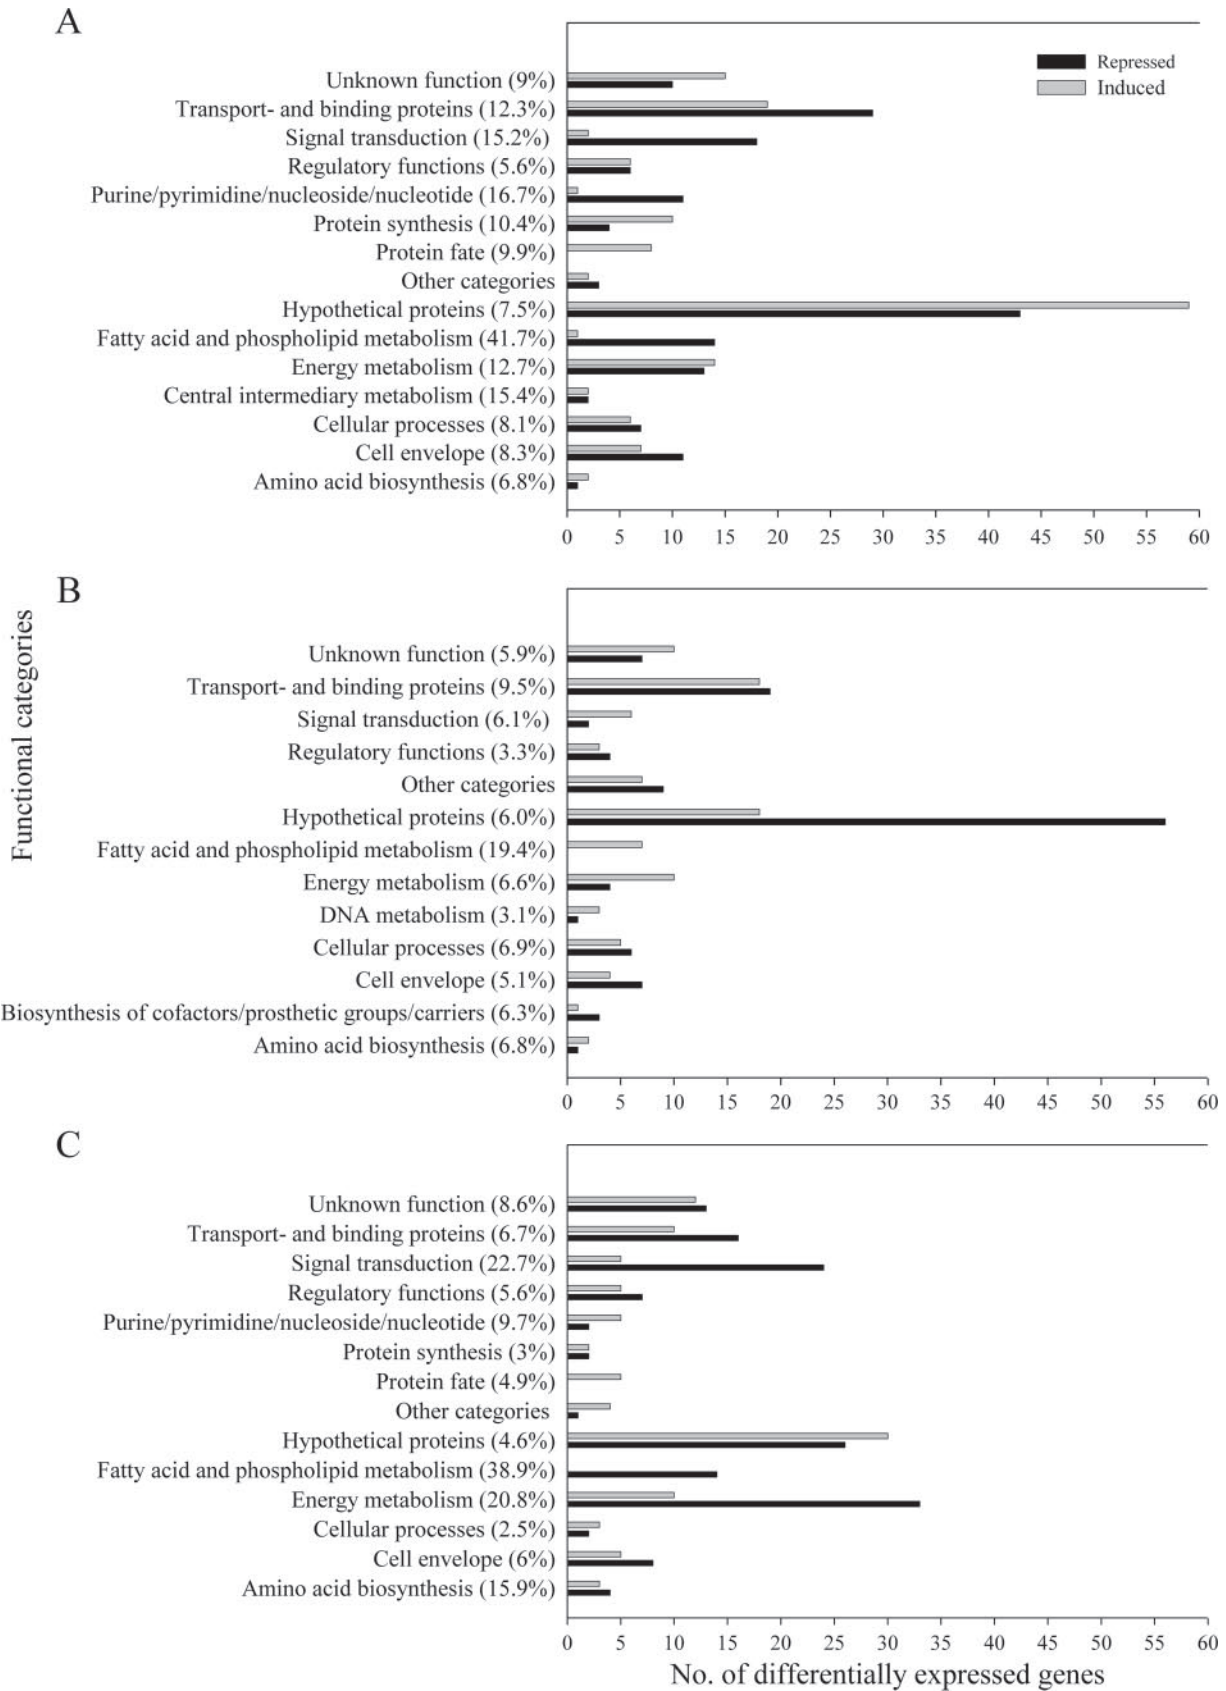 A
Repressed
Induced
Unknown function (9%)
Transport- and binding proteins (12.3%)
Signal transduction (15.2%)
Regulatory functions (5.6%)
Purine/pyrimidine/nucleoside/nucleotide (16.7%)
Protein synthesis (10.4%)
Protein fate (9.9%)
Other categories
Hypothetical proteins (7.5%)
Fatty acid and phospholipid metabolism (41.7%)
Energy metabolism (12.7%)
Central intermediary metabolism (15.4%)
Cellular processes (8.1%)
Cell envelope (8.3%)
Amino acid biosynthesis (6.8%)
0 5 10 15 20 25 30 35 40 45 50 55 60
B
Functional categories
Unknown function (5.9%)
Transport- and binding proteins (9.5%)
Signal transduction (6.1%)
Regulatory functions (3.3%)
Other categories
Hypothetical proteins (6.0%)
Fatty acid and phospholipid metabolism (19.4%)
Energy metabolism (6.6%)
DNA metabolism (3.1%)
Cellular processes (6.9%)
Cell envelope (5.1%)
Biosynthesis of cofactors/prosthetic groups/carriers (6.3%)
Amino acid biosynthesis (6.8%)
0 5 10 15 20 25 30 35 40 45 50 55 60
C
Unknown function (8.6%)
Transport- and binding proteins (6.7%)
Signal transduction (22.7%)
Regulatory functions (5.6%)
Purine/pyrimidine/nucleoside/nucleotide (9.7%)
Protein synthesis (3%)
Protein fate (4.9%)
Other categories
Hypothetical proteins (4.6%)
Fatty acid and phospholipid metabolism (38.9%)
Energy metabolism (20.8%)
Cellular processes (2.5%)
Cell envelope (6%)
Amino acid biosynthesis (15.9%)
0 5 10 15 20 25 30 35 40 45 50 55 60
No. of differentially expressed genes